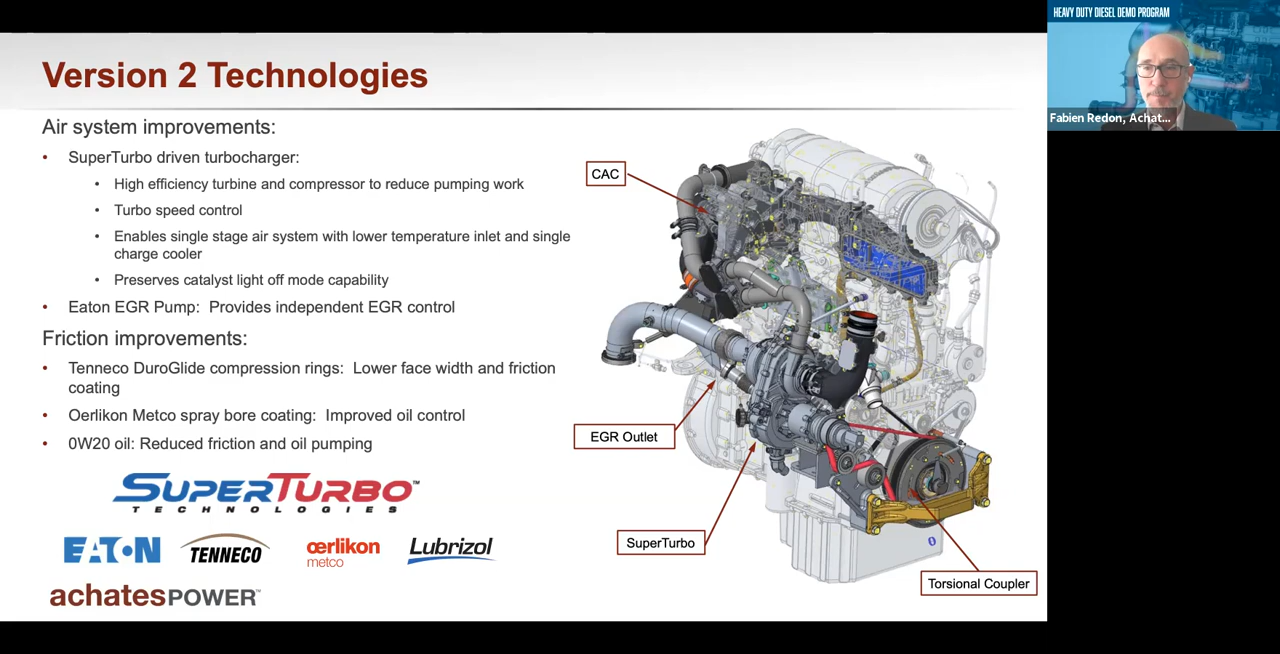 HEAVY DUTY DIESEL DEMO PROGRAM
Fabien Redon, Achat...
Version 2 Technologies
Air system improvements:
• SuperTurbo driven turbocharger:
• High efficiency turbine and compressor to reduce pumping work
• Turbo speed control
• Enables single stage air system with lower temperature inlet and single
charge cooler
• Preserves catalyst light off mode capability
• Eaton EGR Pump: Provides independent EGR control
Friction improvements:
• Tenneco DuroGlide compression rings: Lower face width and friction
coating
• Oerlikon Metco spray bore coating: Improved oil control
• 0W20 oil: Reduced friction and oil pumping
SUPERTURBO™
TECHNOLOGIES
EATON
TENNECO
œrlikon
metco
Lubrizol
achatesPOWER™
CAC
EGR Outlet
SuperTurbo
Torsional Coupler
0